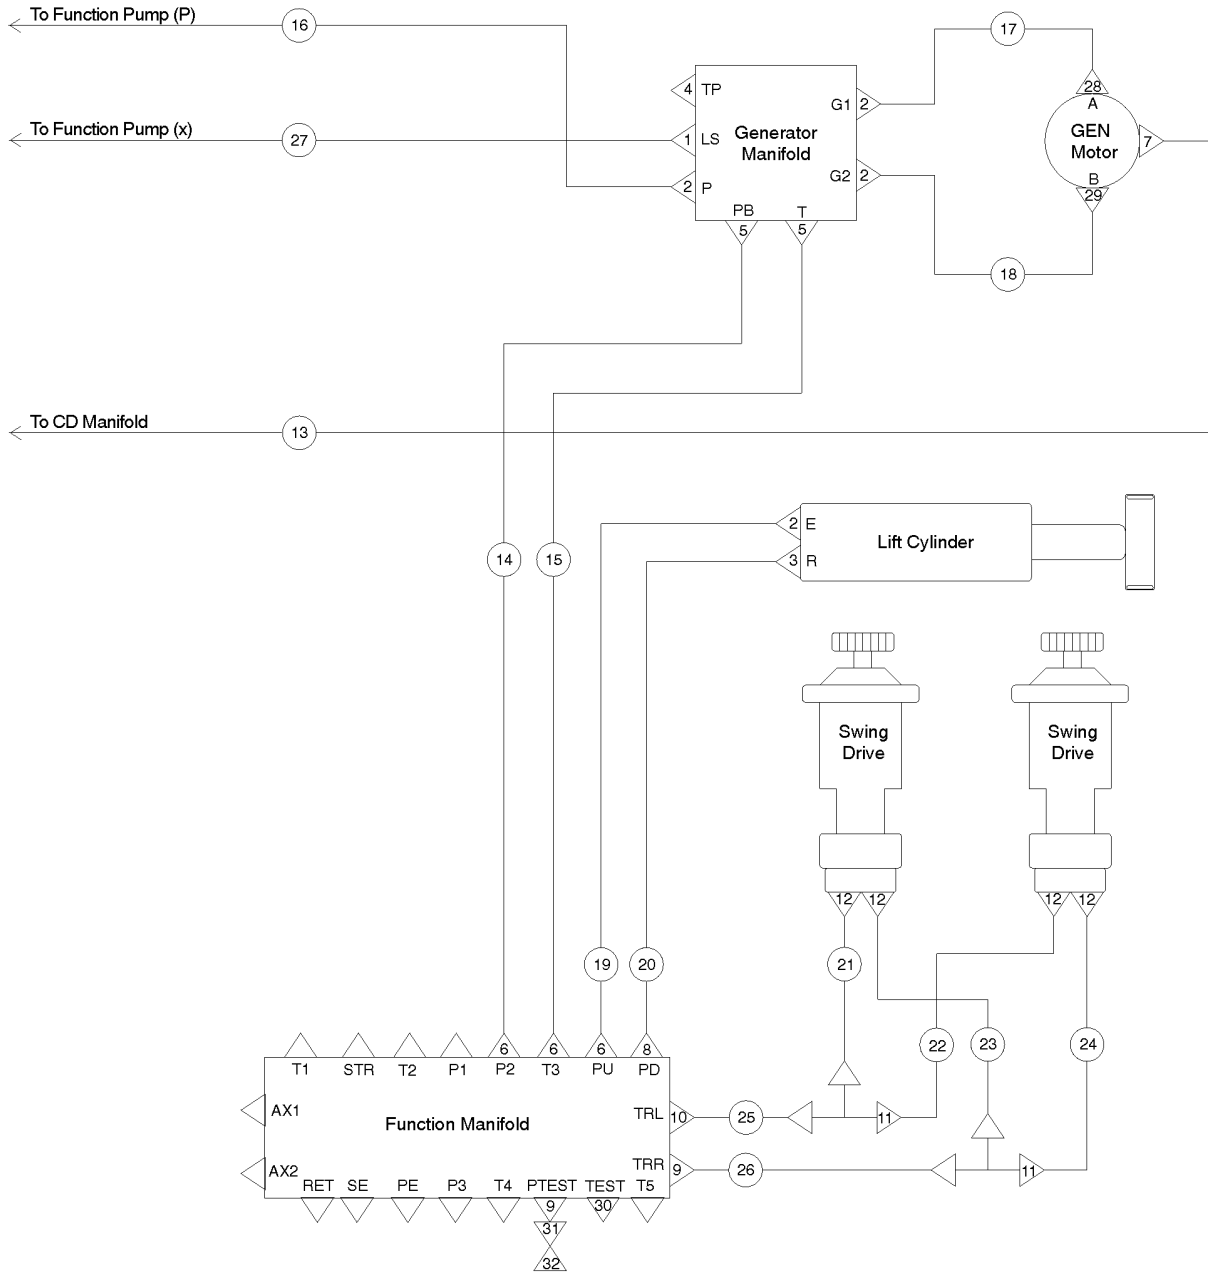 To Function Pump (P)
16
17
4 TP
G1 2
28
A
To Function Pump (x)
27
1 LS
Generator
Manifold
GEN
Motor
7
2 P
G2 2
B
29
PB
T
5
5
18
To CD Manifold
13
2 E
Lift Cylinder
3 R
14
15
Swing
Drive
Swing
Drive
12
12
12
12
19
20
21
22
23
24
6
6
6
8
T1
STR
T2
P1
P2
T3
PU
PD
AX1
Function Manifold
TRL
10
25
11
AX2
TRR
9
26
11
RET
SE
PE
P3
T4
PTEST
TEST
T5
9
30
31
32